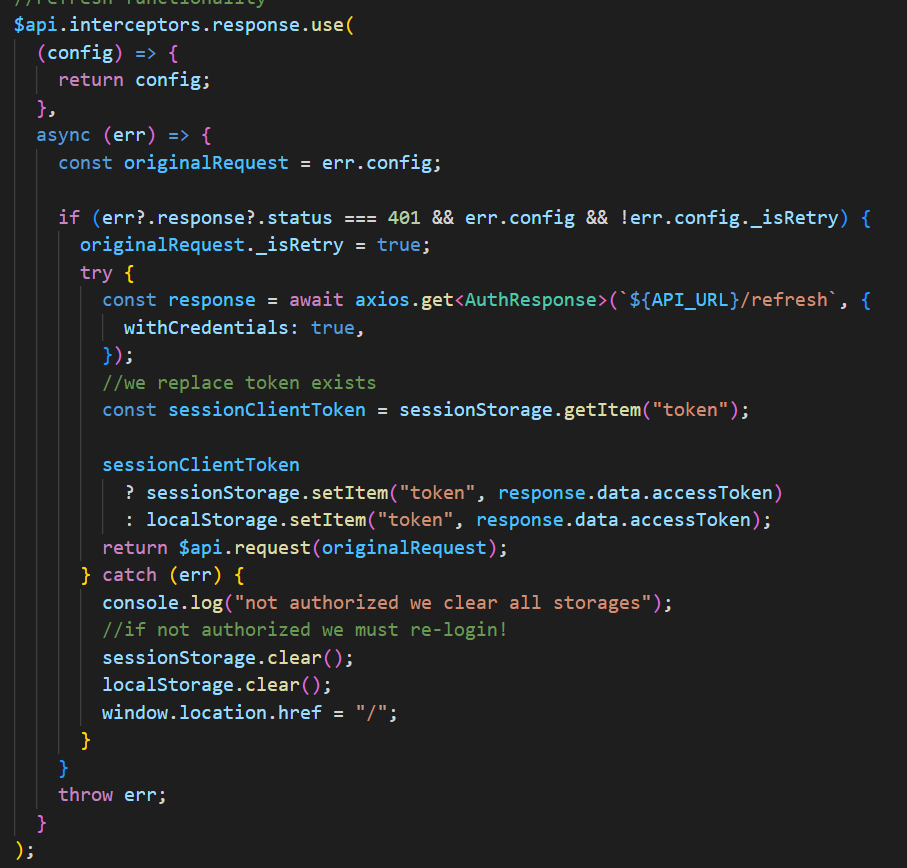 //refresh functionality
$api.interceptors.response.use(
  (config) => {
    return config;
  },
  async (err) => {
    const originalRequest = err.config;

    if (err?.response?.status === 401 && err.config && !err.config._isRetry) {
      originalRequest._isRetry = true;
      try {
        const response = await axios.get<AuthResponse>(`${API_URL}/refresh`, {
          withCredentials: true,
        });
        //we replace token exists
        const sessionClientToken = sessionStorage.getItem("token");

        sessionClientToken
          ? sessionStorage.setItem("token", response.data.accessToken)
          : localStorage.setItem("token", response.data.accessToken);
        return $api.request(originalRequest);
      } catch (err) {
        console.log("not authorized we clear all storages");
        //if not authorized we must re-login!
        sessionStorage.clear();
        localStorage.clear();
        window.location.href = "/";
      }
    }
    throw err;
  }
);